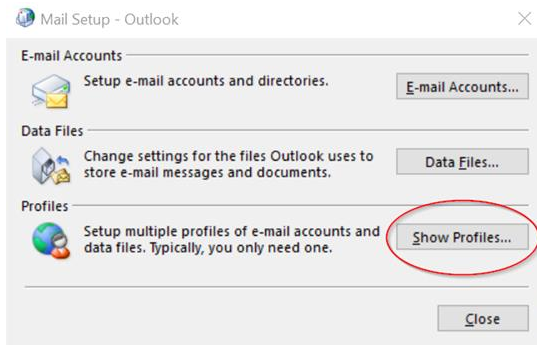 Mail Setup - Outlook
E-mail Accounts
Setup e-mail accounts and directories.
E-mail Accounts...
Data Files
Change settings for the files Outlook uses to
store e-mail messages and documents.
Data Files...
Profiles
Setup multiple profiles of e-mail accounts and
data files. Typically, you only need one.
Show Profiles...
Close